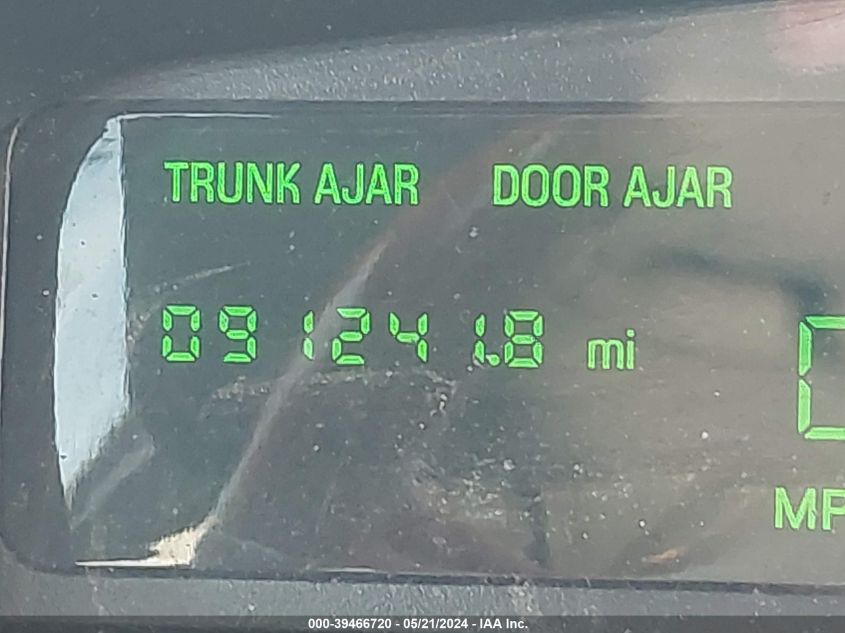 TRUNK AJAR DOOR AJAR
091241.8 mi
MP
000-39466720 - 05/21/2024 - IAA Inc.